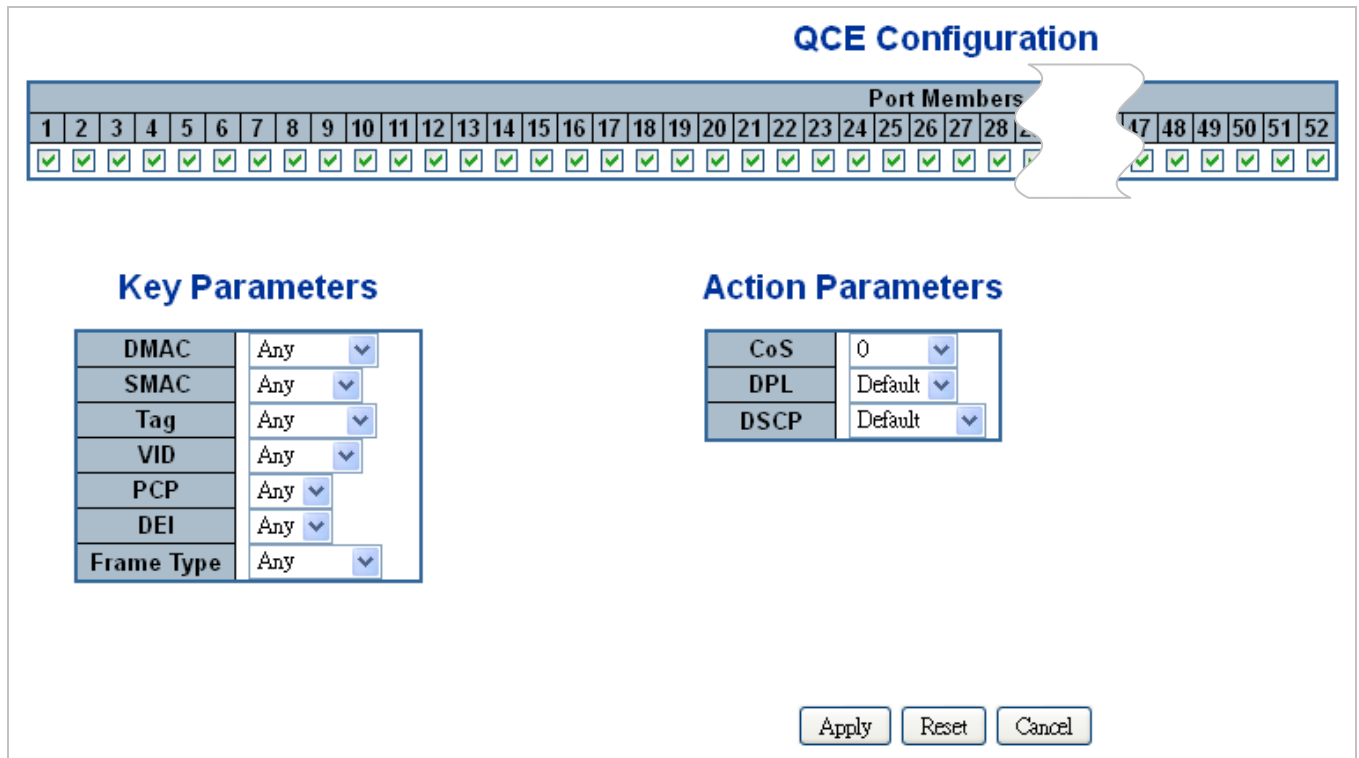 QCE Configuration
Port Members
1 2 3 4 5 6 7 8 9 10 11 12 13 14 15 16 17 18 19 20 21 22 23 24 25 26 27 28 47 48 49 50 51 52
Key Parameters
Action Parameters
DMAC Any
CoS 0
SMAC Any
DPL Default
Tag Any
DSCP Default
VID Any
PCP Any
DEI Any
Frame Type Any
Apply Reset Cancel